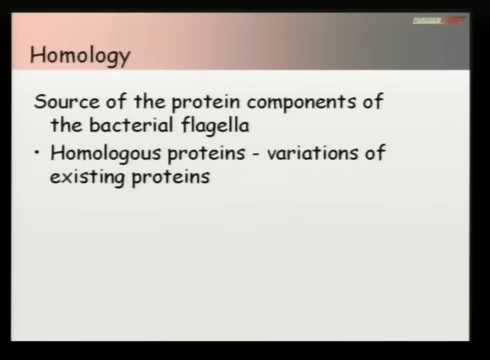 Homology
Source of the protein components of
the bacterial flagella
• Homologous proteins - variations of
existing proteins